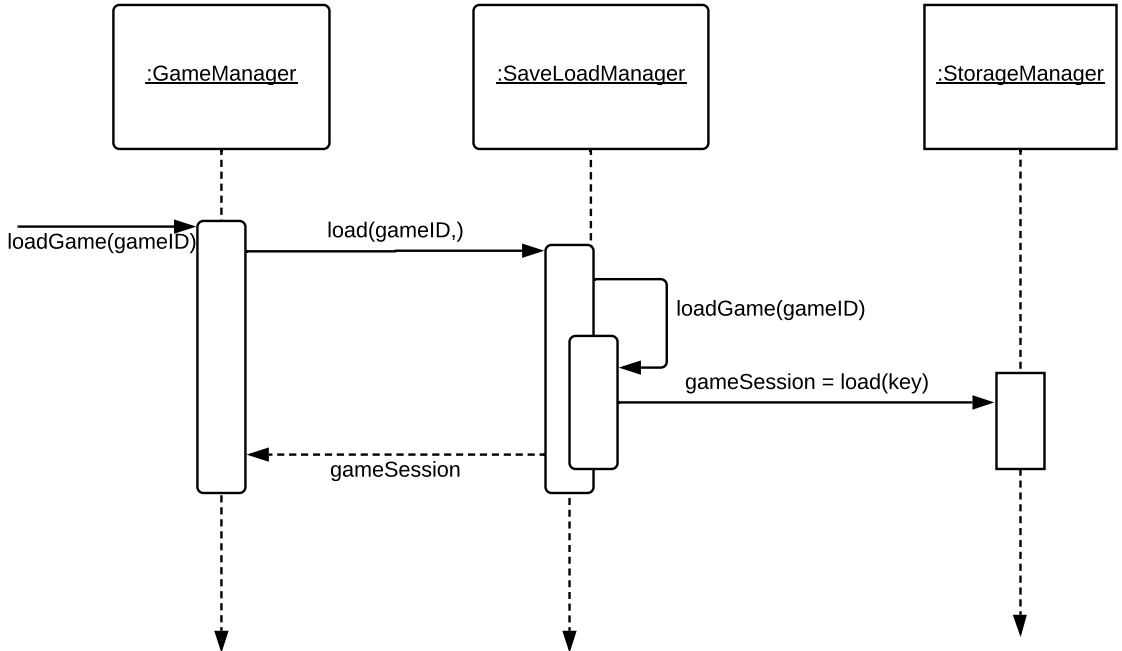 :GameManager
:SaveLoadManager
:StorageManager
loadGame(gameID)
load(gameID,)
loadGame(gameID)
gameSession = load(key)
gameSession